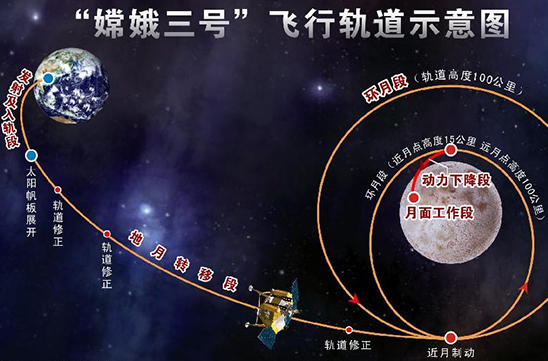 “嫦娥三号”飞行轨道示意图
发射及入轨段
太阳帆板展开
轨道修正
轨道修正
地月转移段
轨道修正
近月制动
环月段(轨道高度100公里)
环月段(近月点高度15公里 远月点高度100公里)
动力下降段
月面工作段